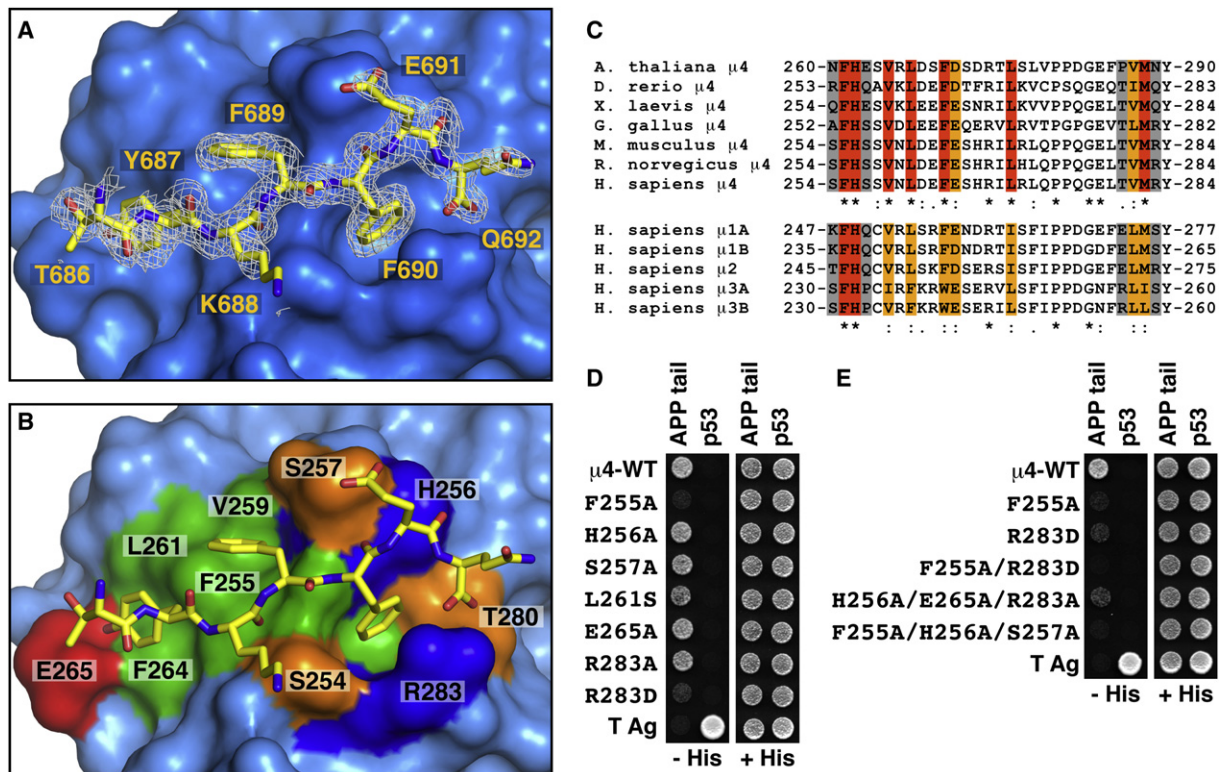 A
E691
F689
Y687
Q692
T686
F690
K688
B
S257
H256
V259
L261
F255
T280
E265
F264
S254
R283
C
A. thaliana μ4 260-NFHESVRLDSFDSDRTLSLVPPDGEFPVMNY-290
D. rerio μ4 253-RFHQAVKLDEFDTFRILKVCPSQGEQTIMQY-283
X. laevis μ4 254-SFHSSVKLDEFESHRILKVVPPQGELTVMQY-284
G. gallus μ4 252-AFHSSVDLEEFEQERVLRVTPGPGEVTLMRY-282
M. musculus μ4 254-SFHSSVNLDEFESHRILRLQPPQGELTVMRY-284
R. norvegicus μ4 254-SFHSSVNLDEFESHRILRLQPPQGELTVMRY-284
H. sapiens μ4 254-SFHSSVNLDEFESHRILRLQPPQGELTVMRY-284
** :* *. .: * * * ** .:*
H. sapiens μ1A 247-KFHQCVRLSRFENDRTISFIPPDGEFELMSY-277
H. sapiens μ1B 235-KFHQCVRLSRFENDRTISFIPPDGDFELMSY-265
H. sapiens μ2 245-TFHQCVRLSKFDSERSISFIPPDGEFELMRY-275
H. sapiens μ3A 230-SFHPCIRFKRWESERVLSFIPPDGNFRLISY-260
H. sapiens μ3B 230-SFHPCVRFKRWESERVLSFIPPDGNFRLLSY-260
** : :. :: * : . * *: ::
D
APP tail
p53
APP tail
p53
μ4-WT
F255A
H256A
S257A
L261S
E265A
R283A
R283D
T Ag
- His
+ His
E
APP tail
p53
APP tail
p53
μ4-WT
F255A
R283D
F255A/R283D
H256A/E265A/R283A
F255A/H256A/S257A
T Ag
- His
+ His